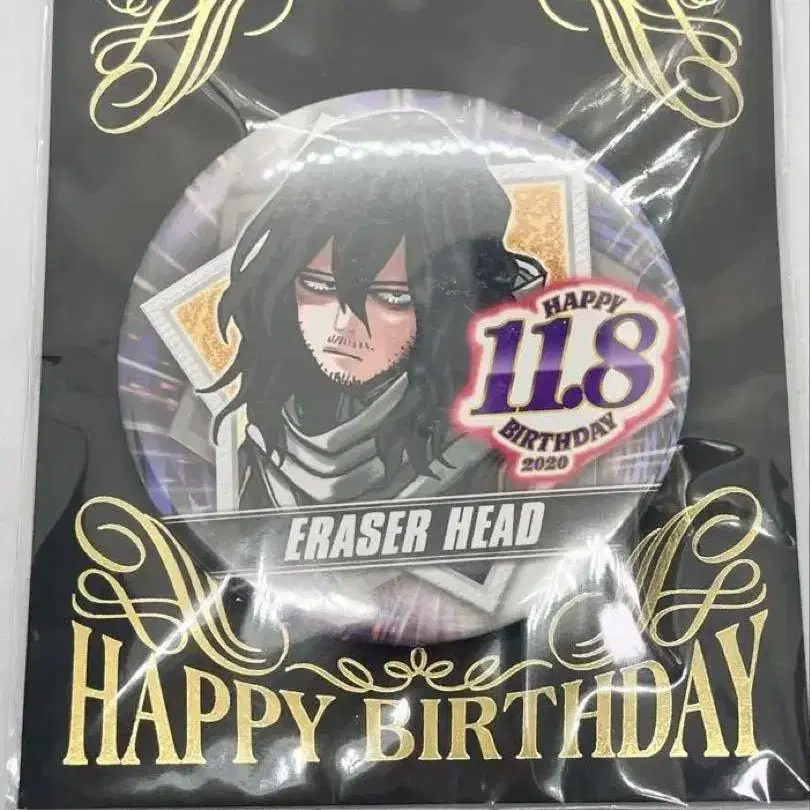 HAPPY
11.8
BIRTHDAY
2020
ERASER HEAD
HAPPY BIRTHDAY